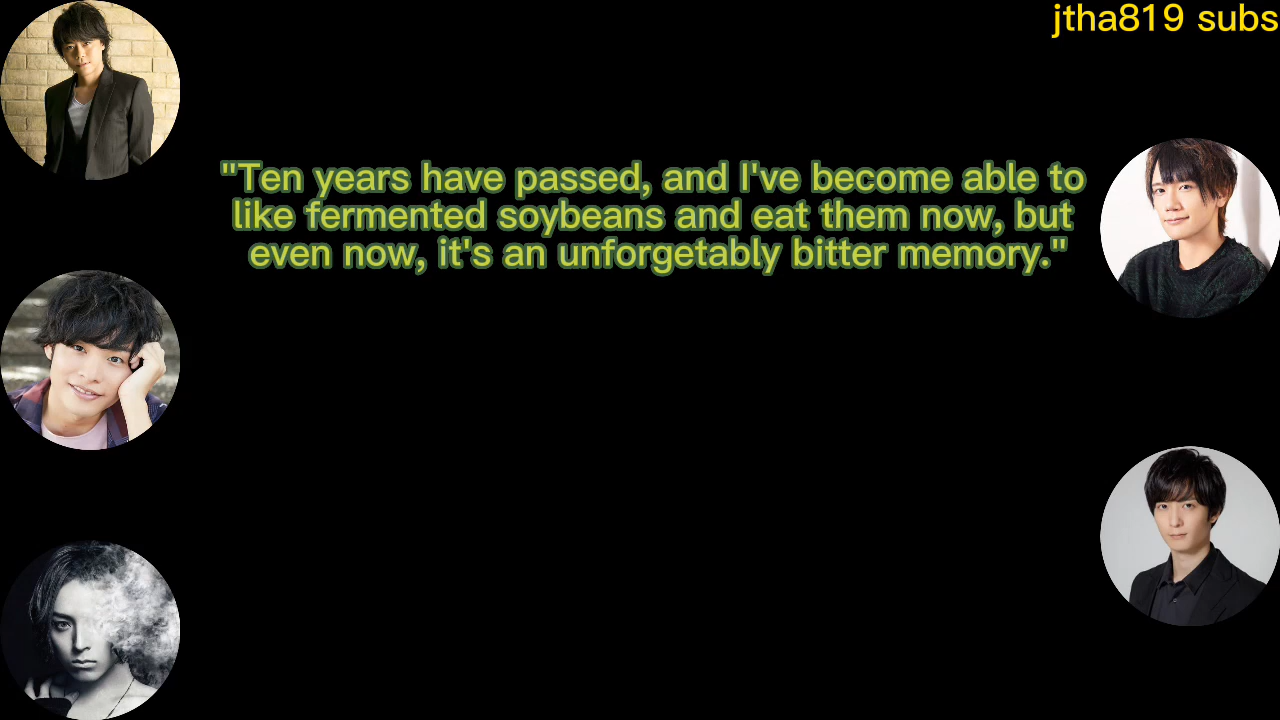 jtha819 subs
"Ten years have passed, and I've become able to
like fermented soybeans and eat them now, but
even now, it's an unforgetably bitter memory."